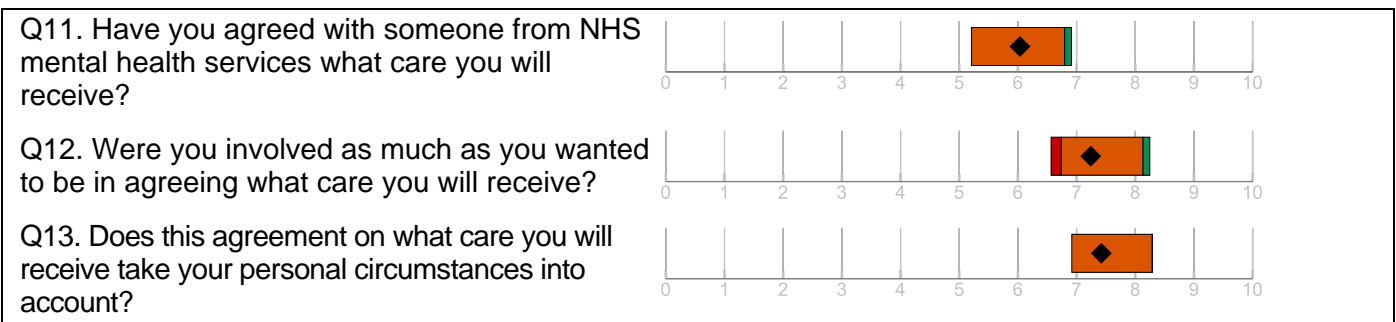 Q11. Have you agreed with someone from NHS
mental health services what care you will
receive?
0 1 2 3 4 5 6 7 8 9 10
Q12. Were you involved as much as you wanted
to be in agreeing what care you will receive?
0 1 2 3 4 5 6 7 8 9 10
Q13. Does this agreement on what care you will
receive take your personal circumstances into
account?
0 1 2 3 4 5 6 7 8 9 10